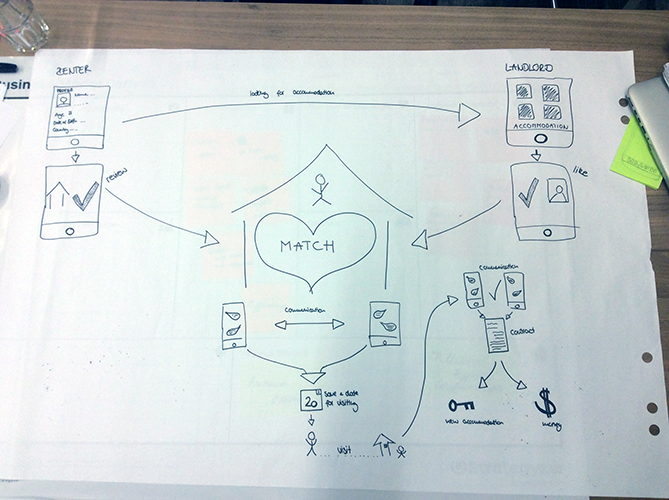 RENTER
LANDLORD
looking for accommodation
PROFILE
Name ...
Age: 
Date of Birth ...
Country ...
ACCOMMODATION
review
like
MATCH
communication
communication
contract
20
save a date
for visiting
visit
new accommodation
money
$
usin